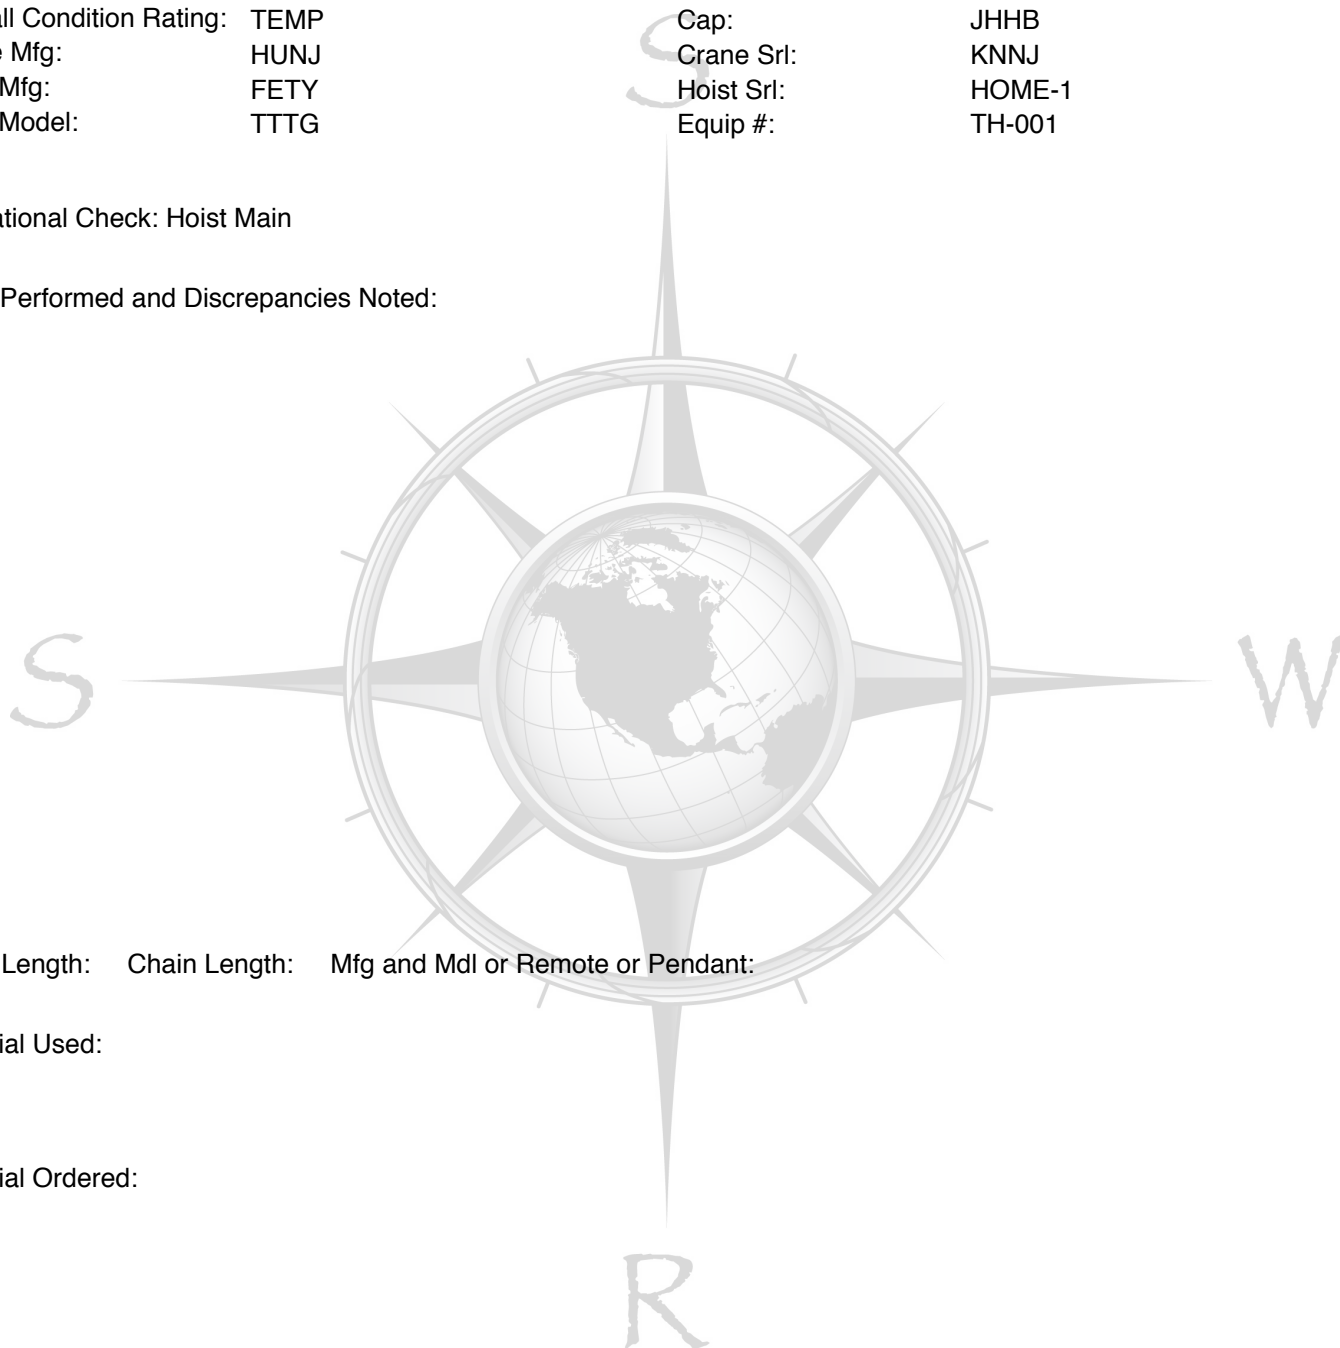 S
all Condition Rating: TEMP Cap: JHHB
e Mfg: HUNJ Crane Srl: KNNJ
Mfg: FETY Hoist Srl: HOME-1
Model: TTTG Equip #: TH-001
ational Check: Hoist Main
Performed and Discrepancies Noted:
S W
Length: Chain Length: Mfg and Mdl or Remote or Pendant:
ial Used:
ial Ordered:
R